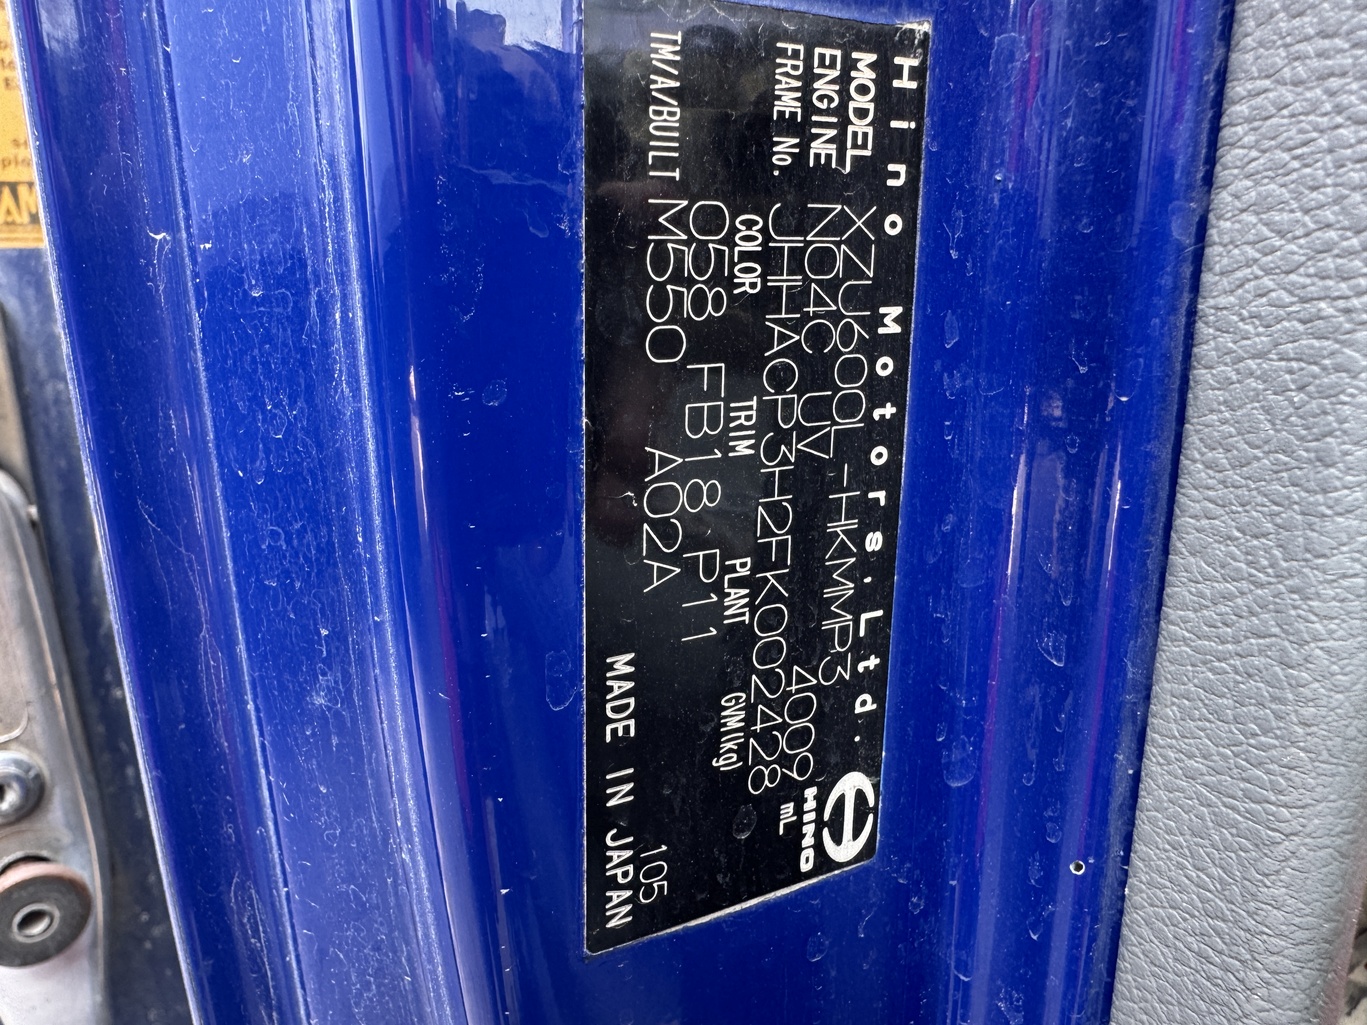 Hino Motors.Ltd.
HINO
MODEL XZU600L-HKMMP3
ENGINE N04C UV 4009 mL
FRAME No. JHHACP3H2FK002428
COLOR TRIM PLANT GVM(kg)
058 FB18 P11
TM/A/BUILT M550 A02A
105
MADE IN JAPAN